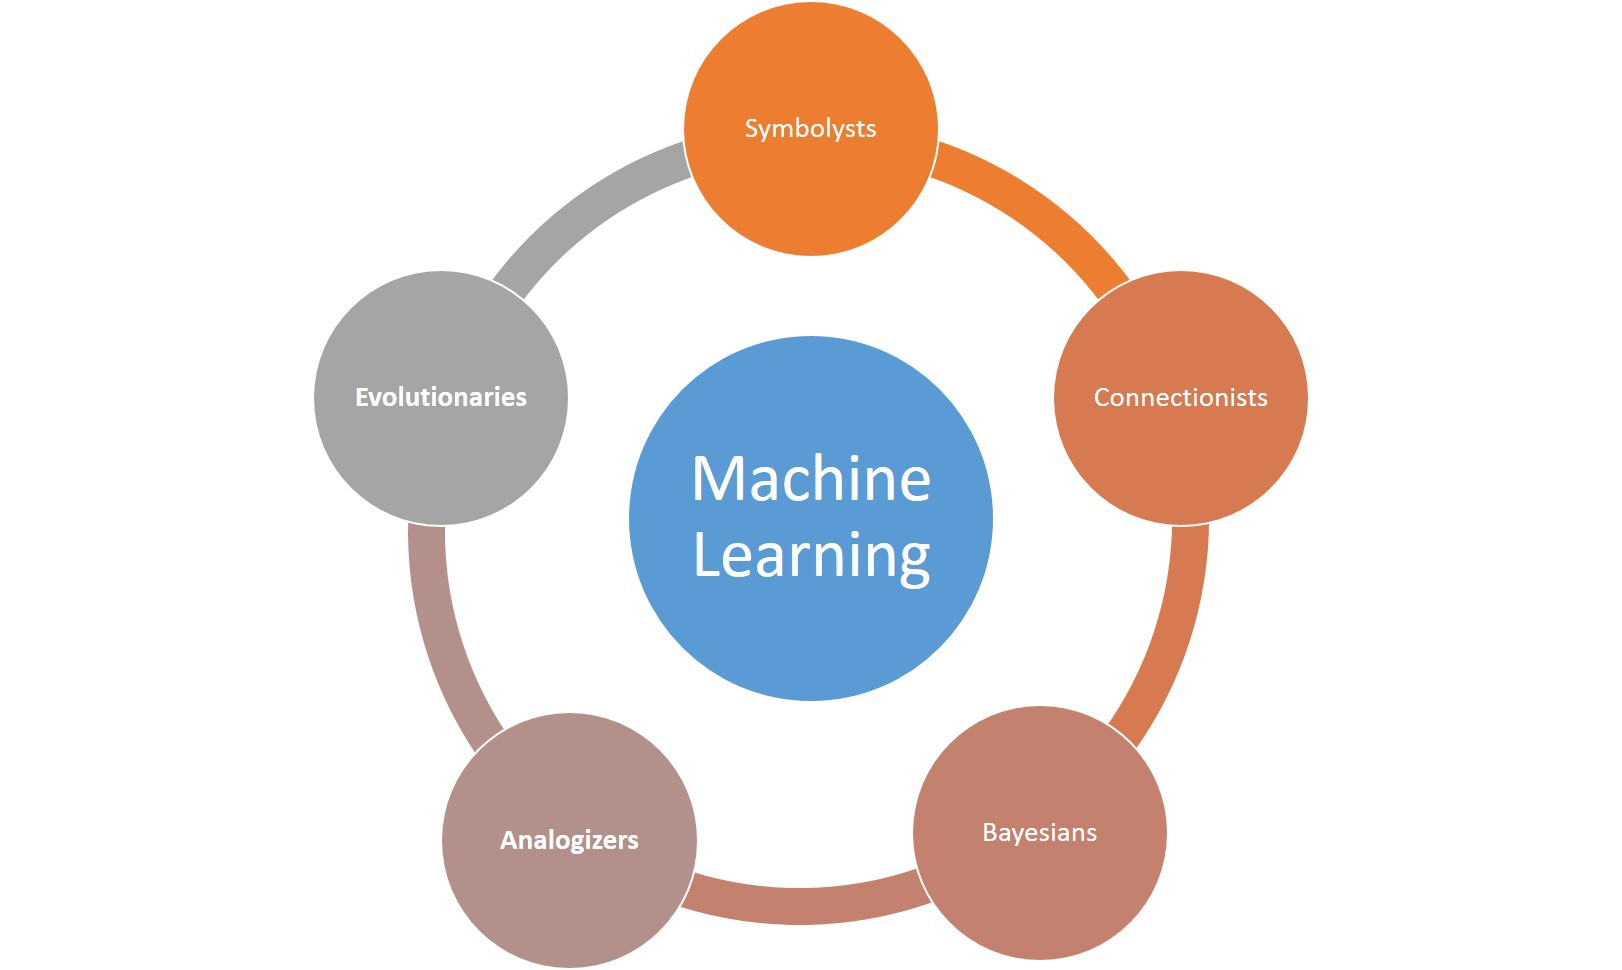 Symbolysts
Evolutionaries
Connectionists
Machine
Learning
Analogizers
Bayesians